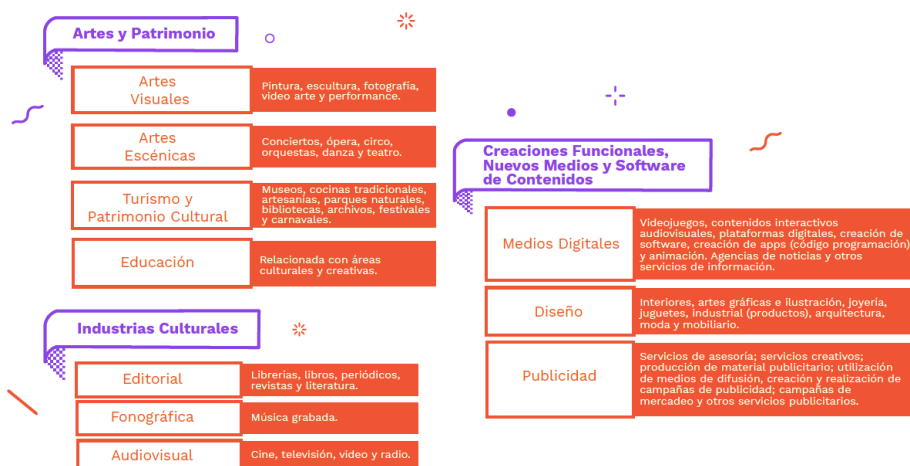 Artes y Patrimonio
Artes
Visuales
Pintura, escultura, fotografía,
video arte y performance.
Artes
Escénicas
Conciertos, ópera, circo,
orquestas, danza y teatro.
Turismo y
Patrimonio Cultural
Museos, cocinas tradicionales,
artesanías, parques naturales,
bibliotecas, archivos, festivales
y carnavales.
Educación
Relacionada con áreas
culturales y creativas.
Industrias Culturales
Editorial
Librerias, libros, periódicos,
revistas y literatura.
Fonográfica
Música grabada.
Audiovisual
Cine, televisión, video y radio.
Creaciones Funcionales,
Nuevos Medios y Software
de Contenidos
Medios Digitales
Videojuegos, contenidos interactivos
audiovisuales, plataformas digitales, creación de
software, creación de apps (código programación)
y animación. Agencias de noticias y otros
servicios de información.
Diseño
Interiores, artes gráficas e ilustración, joyería,
juguetes, industrial (productos), arquitectura,
moda y mobiliario.
Publicidad
Servicios de asesoría; servicios creativos;
producción de material publicitario; utilización
de medios de difusión, creación y realización de
campañas de publicidad; campañas de
mercadeo y otros servicios publicitarios.